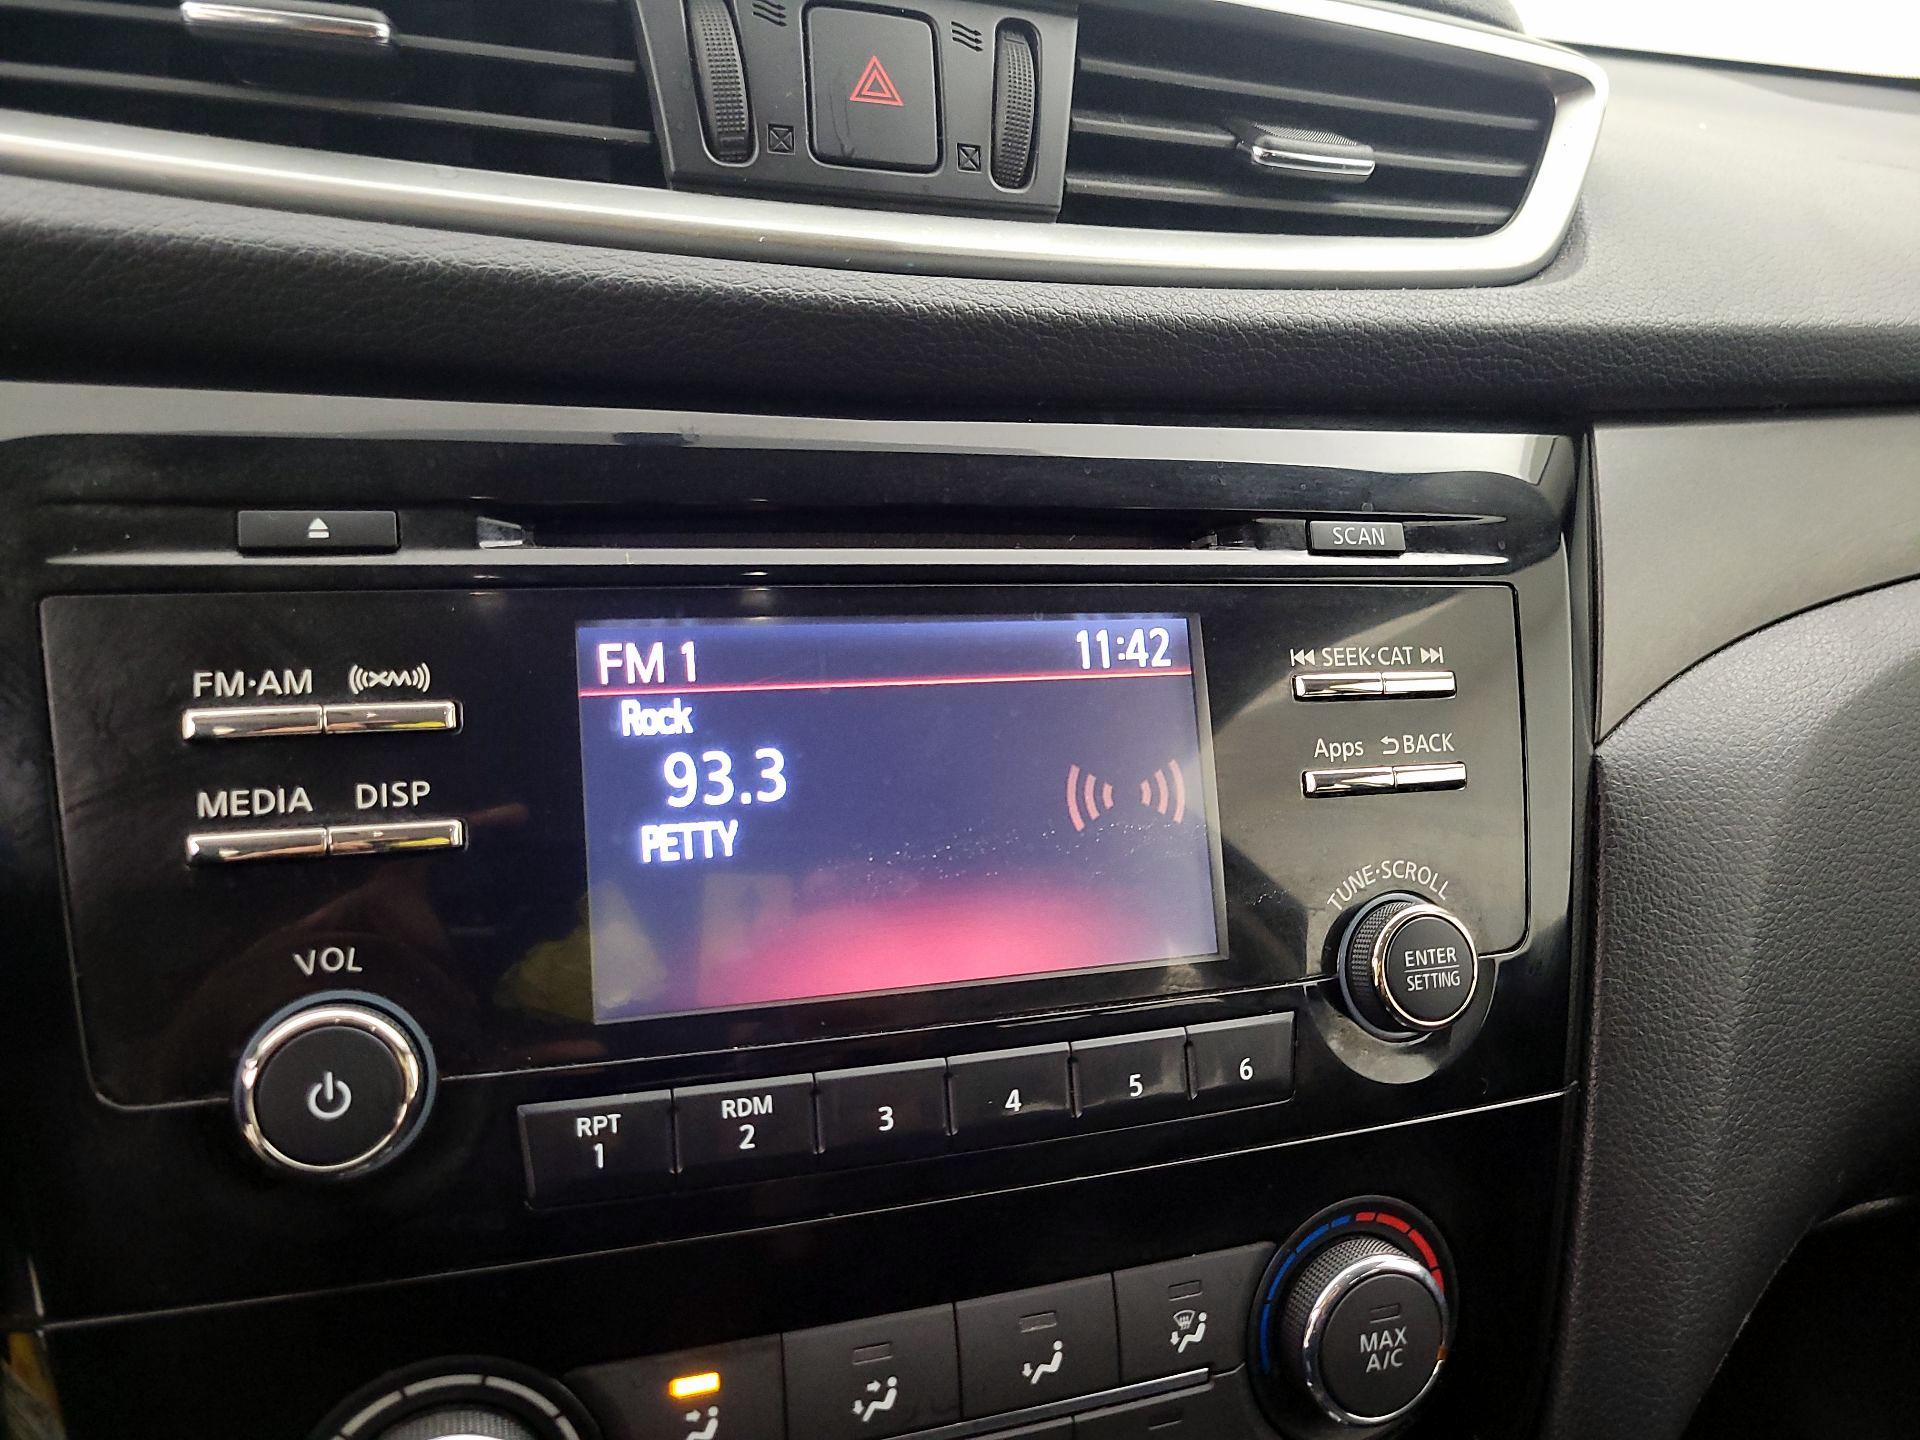 SCAN
FM·AM
XM
FM 1 11:42
SEEK·CAT
Rock
93.3
PETTY
Apps BACK
MEDIA DISP
TUNE·SCROLL
ENTER
SETTING
VOL
RPT
1
RDM
2
3
4
5
6
MAX
A/C